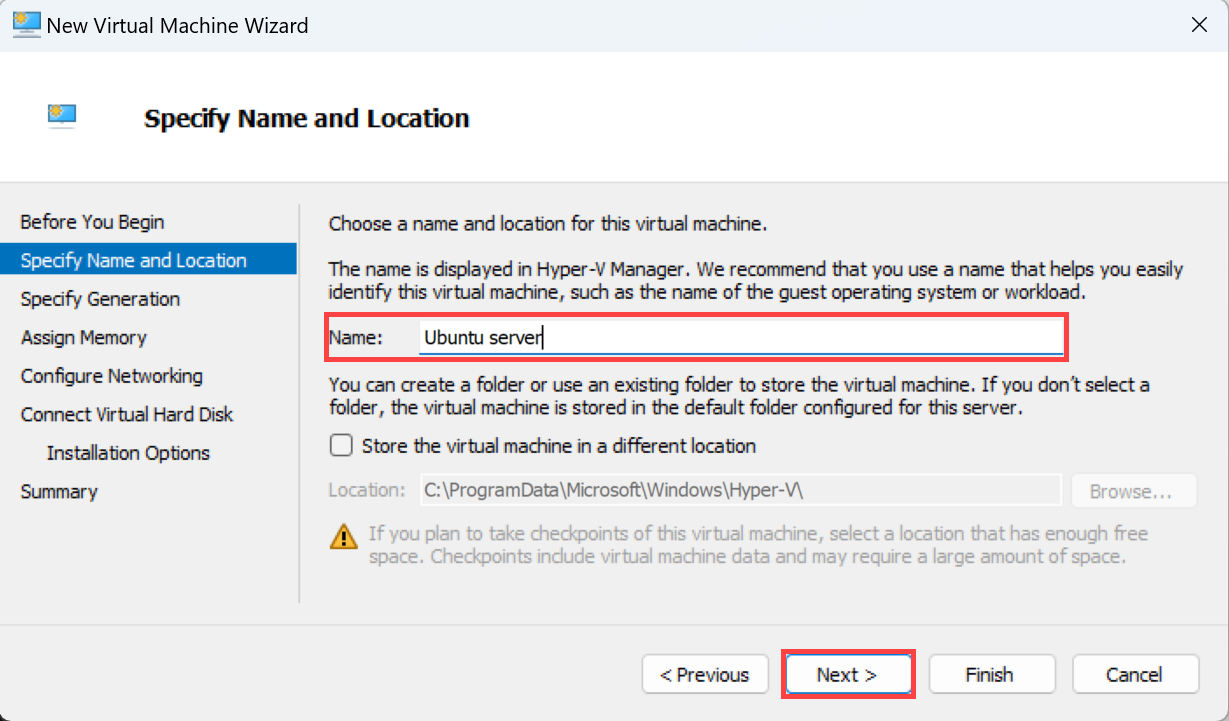 New Virtual Machine Wizard
Specify Name and Location
Before You Begin
Specify Name and Location
Specify Generation
Assign Memory
Configure Networking
Connect Virtual Hard Disk
Installation Options
Summary
Choose a name and location for this virtual machine.
The name is displayed in Hyper-V Manager. We recommend that you use a name that helps you easily
identify this virtual machine, such as the name of the guest operating system or workload.
Name: Ubuntu server
You can create a folder or use an existing folder to store the virtual machine. If you don't select a
folder, the virtual machine is stored in the default folder configured for this server.
Store the virtual machine in a different location
Location: C:\ProgramData\Microsoft\Windows\Hyper-V\ Browse...
If you plan to take checkpoints of this virtual machine, select a location that has enough free
space. Checkpoints include virtual machine data and may require a large amount of space.
< Previous Next > Finish Cancel